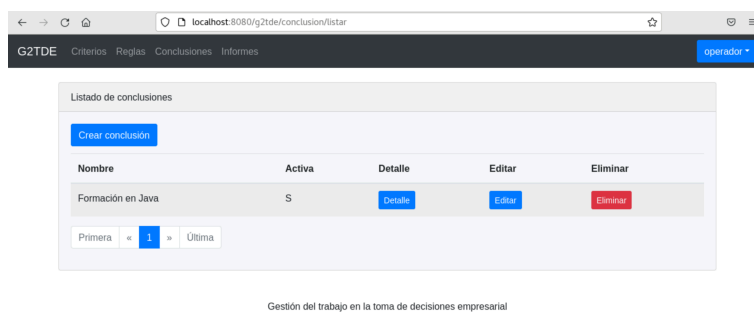 localhost:8080/g2tde/conclusion/listar
G2TDE Criterios Reglas Conclusiones Informes operador
Listado de conclusiones
Crear conclusión
Nombre Activa Detalle Editar Eliminar
Formación en Java S Detalle Editar Eliminar
Primera « 1 » Última
Gestión del trabajo en la toma de decisiones empresarial